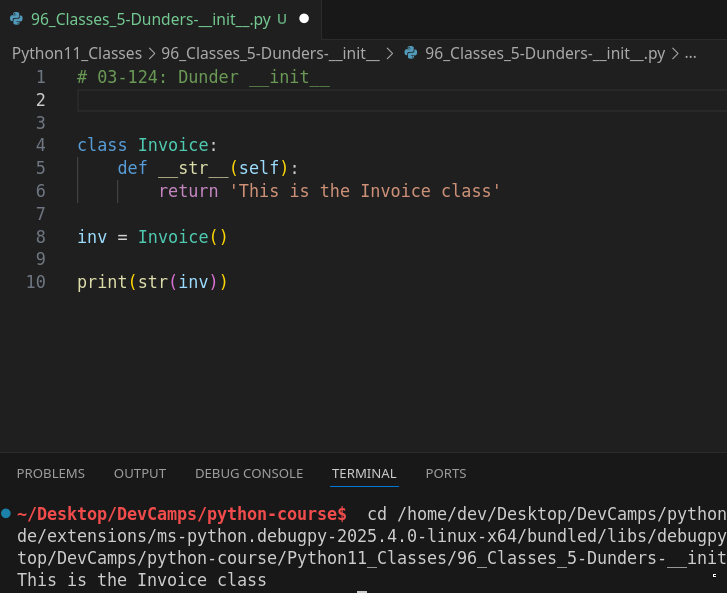 96_Classes_5-Dunders-__init__.py U
Python11_Classes > 96_Classes_5-Dunders-__init__ > 96_Classes_5-Dunders-__init__.py > ...
1 # 03-124: Dunder __init__
2
3
4 class Invoice:
5     def __str__(self):
6         return 'This is the Invoice class'
7
8 inv = Invoice()
9
10 print(str(inv))
PROBLEMS OUTPUT DEBUG CONSOLE TERMINAL PORTS
~/Desktop/DevCamps/python-course$  cd /home/dev/Desktop/DevCamps/python
de/extensions/ms-python.debugpy-2025.4.0-linux-x64/bundled/libs/debugpy
top/DevCamps/python-course/Python11_Classes/96_Classes_5-Dunders-__init
This is the Invoice class